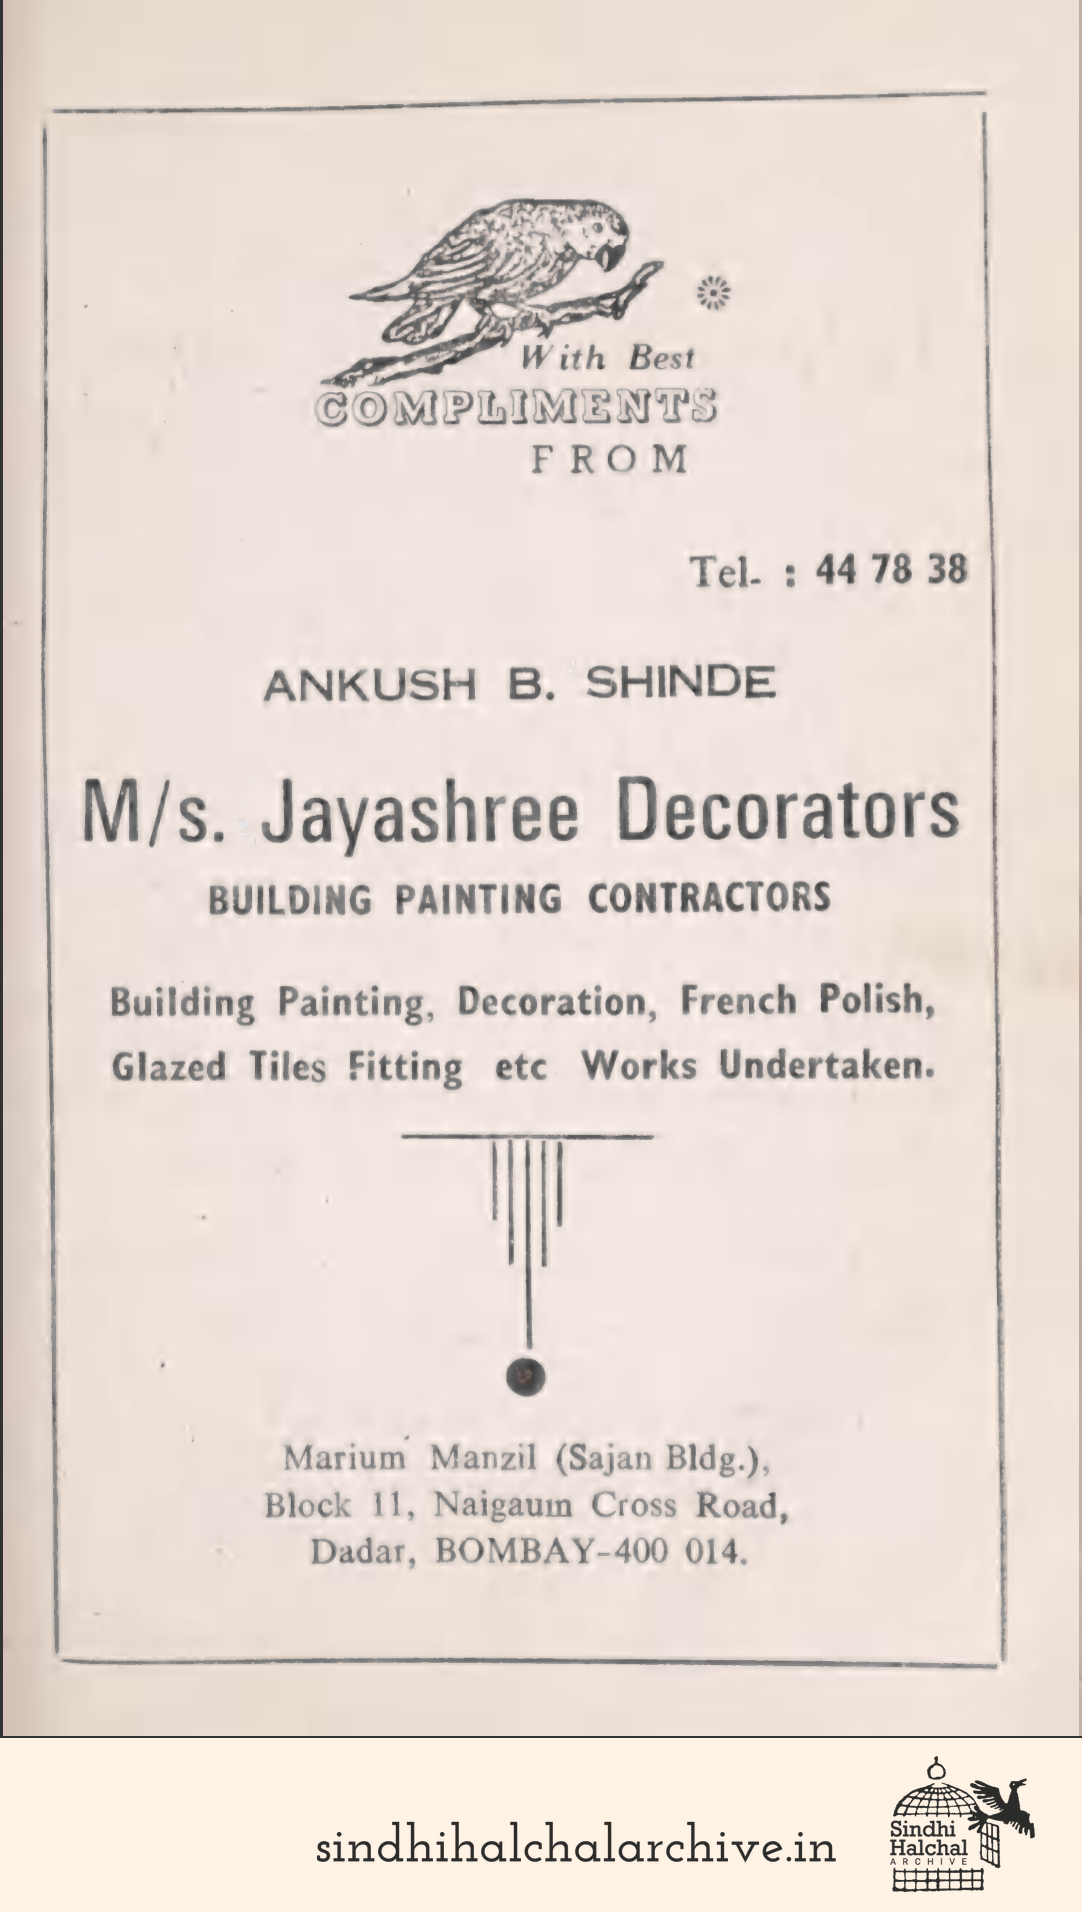 With Best
COMPLIMENTS
FROM
Tel. : 44 78 38
ANKUSH B. SHINDE
M/s. Jayashree Decorators
BUILDING PAINTING CONTRACTORS
Building Painting, Decoration, French Polish,
Glazed Tiles Fitting etc Works Undertaken.
Marium Manzil (Sajan Bldg.),
Block 11, Naigaum Cross Road,
Dadar, BOMBAY-400 014.
sindhihalchalarchive.in
Sindhi
Halchal
ARCHIVE